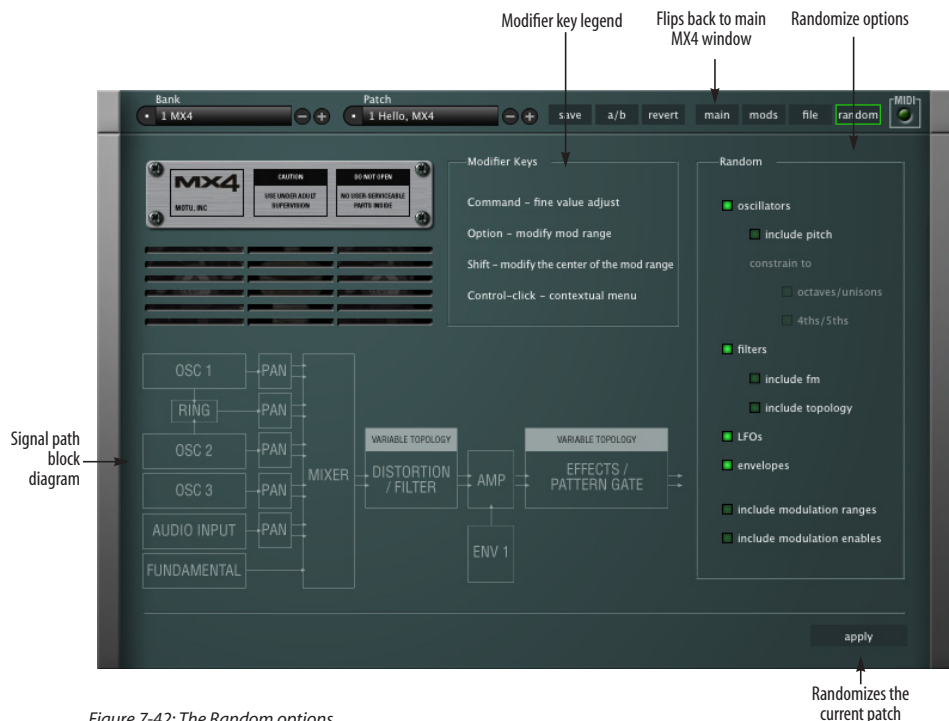 Modifier key legend
Flips back to main
MX4 window
Randomize options
Bank
1 MX4
Patch
1 Hello, MX4
save
a/b
revert
main
mods
file
random
MIDI
MX4
MOTU, INC
CAUTION
USE UNDER ADULT
SUPERVISION
DO NOT OPEN
NO USER-SERVICEABLE
PARTS INSIDE
Modifier Keys
Command – fine value adjust
Option – modify mod range
Shift – modify the center of the mod range
Control-click – contextual menu
Random
oscillators
include pitch
constrain to
octaves/unisons
4ths/5ths
filters
include fm
include topology
LFOs
envelopes
include modulation ranges
include modulation enables
Signal path
block
diagram
OSC 1
PAN
RING
PAN
OSC 2
PAN
OSC 3
PAN
AUDIO INPUT
PAN
FUNDAMENTAL
MIXER
VARIABLE TOPOLOGY
DISTORTION
/ FILTER
AMP
ENV 1
VARIABLE TOPOLOGY
EFFECTS /
PATTERN GATE
apply
Randomizes the
current patch
Figure 7-42: The Random options